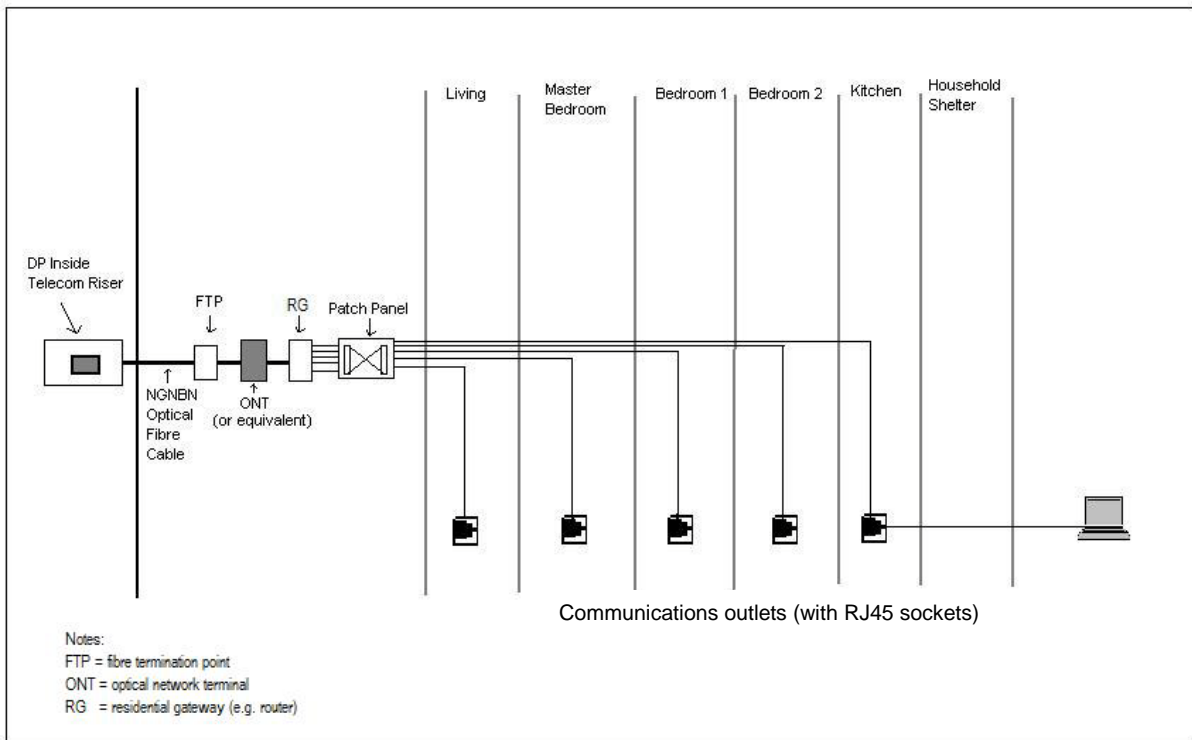 Living
Master
Bedroom
Bedroom 1
Bedroom 2
Kitchen
Household
Shelter
DP Inside
Telecom Riser
FTP
RG
Patch Panel
NGNBN
Optical
Fibre
Cable
ONT
(or equivalent)
Communications outlets (with RJ45 sockets)
Notes:
FTP = fibre termination point
ONT = optical network terminal
RG = residential gateway (e.g. router)